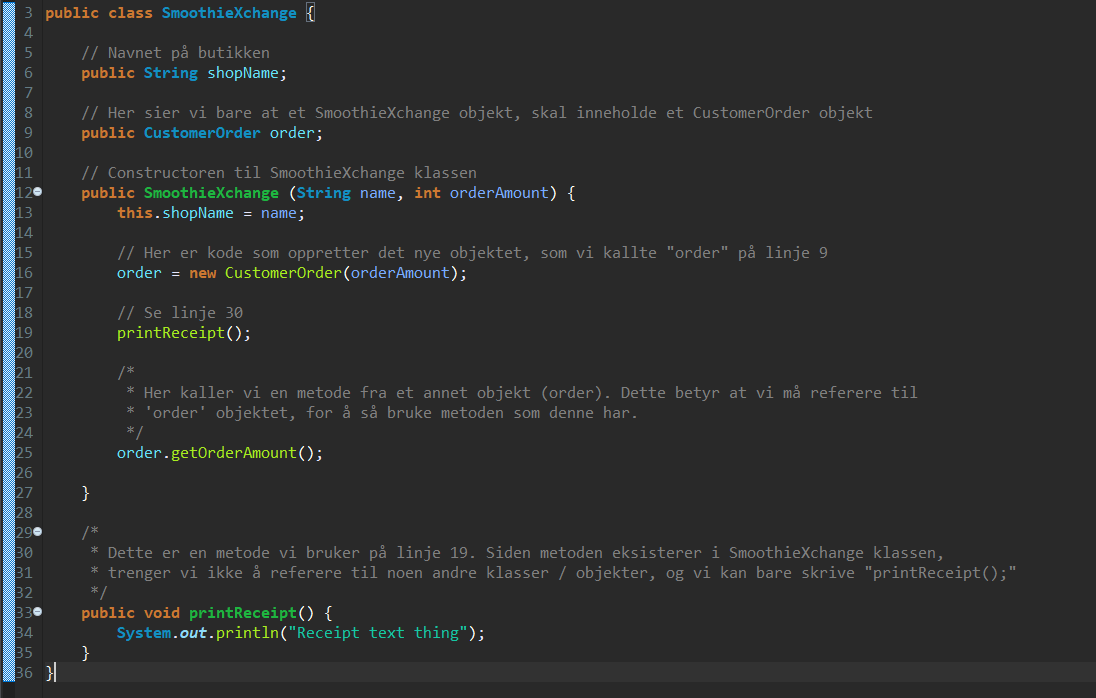 3 public class SmoothieXchange {
4
5 // Navnet på butikken
6 public String shopName;
7
8 // Her sier vi bare at et SmoothieXchange objekt, skal inneholde et CustomerOrder objekt
9 public CustomerOrder order;
10
11 // Constructoren til SmoothieXchange klassen
12 public SmoothieXchange (String name, int orderAmount) {
13 this.shopName = name;
14
15 // Her er kode som oppretter det nye objektet, som vi kallte "order" på linje 9
16 order = new CustomerOrder(orderAmount);
17
18 // Se linje 30
19 printReceipt();
20
21 /*
22 * Her kaller vi en metode fra et annet objekt (order). Dette betyr at vi må referere til
23 * 'order' objektet, for å så bruke metoden som denne har.
24 */
25 order.getOrderAmount();
26
27 }
28
29 /*
30 * Dette er en metode vi bruker på linje 19. Siden metoden eksisterer i SmoothieXchange klassen,
31 * trenger vi ikke å referere til noen andre klasser / objekter, og vi kan bare skrive "printReceipt();"
32 */
33 public void printReceipt() {
34 System.out.println("Receipt text thing");
35 }
36 }